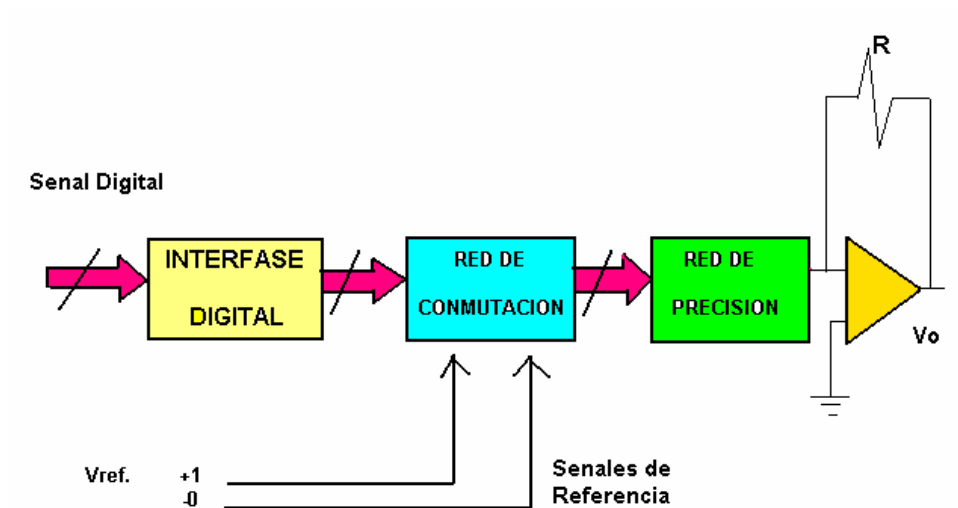 R
Senal Digital
INTERFASE
DIGITAL
RED DE
CONMUTACION
RED DE
PRECISION
Vo
Vref. +1
-0
Senales de
Referencia